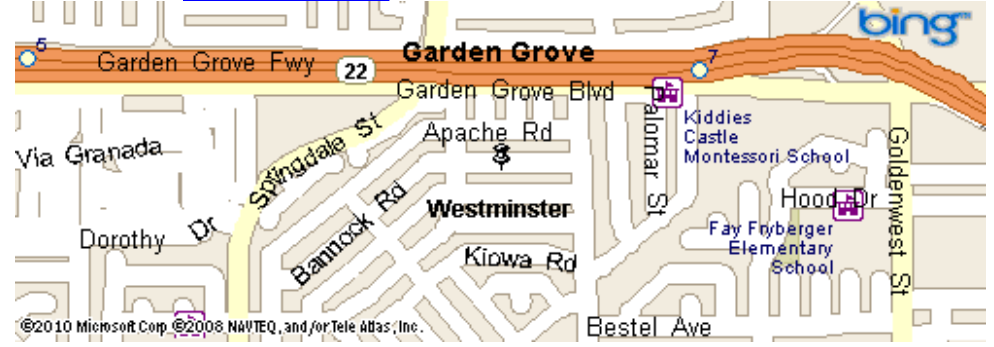 bing™
5
7
Garden Grove Fwy
22
Garden Grove
Garden Grove Blvd
Kiddies
Castle
Montessori School
Palomar St
Apache Rd
Springdale St
Via Granada
Goldenwest St
Hood Dr
Westminster
Bannock Rd
Fay Fryberger
Elementary
School
Dorothy Dr
Kiowa Rd
Bestel Ave
©2010 Microsoft Corp ©2008 NAVTEQ, and/or Tele Atlas, Inc.